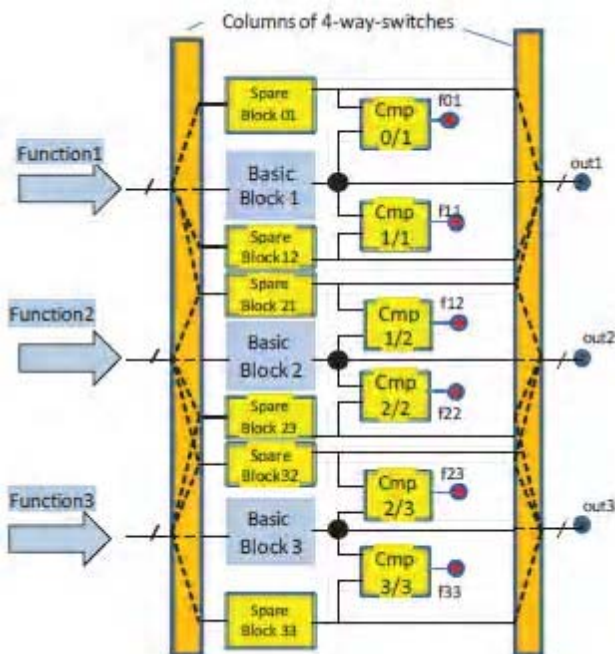 Columns of 4-way-switches
Spare
Block 01
Cmp
0/1
f01
Function1
Basic
Block 1
out1
Cmp
1/1
f11
Spare
Block12
Spare
Block 21
Cmp
1/2
f12
Function2
Basic
Block 2
out2
Cmp
2/2
f22
Spare
Block 23
Spare
Block32
Cmp
2/3
f23
Function3
Basic
Block 3
out3
Cmp
3/3
f33
Spare
Block 33